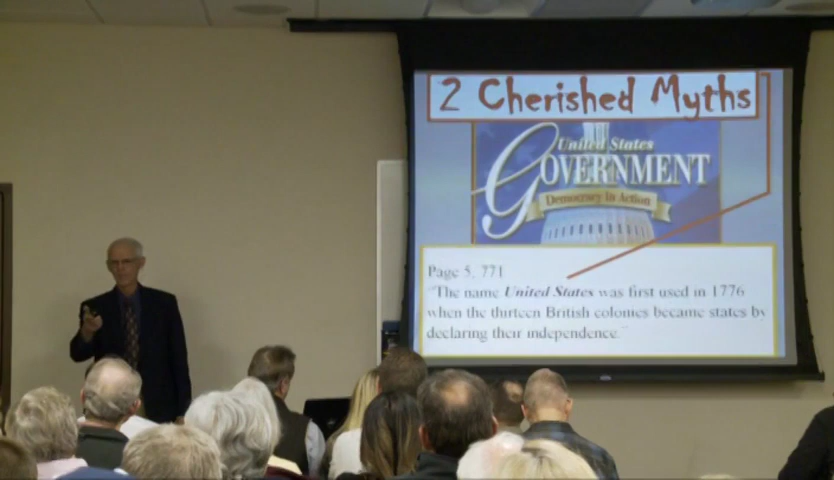 2 Cherished Myths
United States
GOVERNMENT
Democracy In Action
Page 5, 771
"The name United States was first used in 1776
when the thirteen British colonies became states by
declaring their independence."